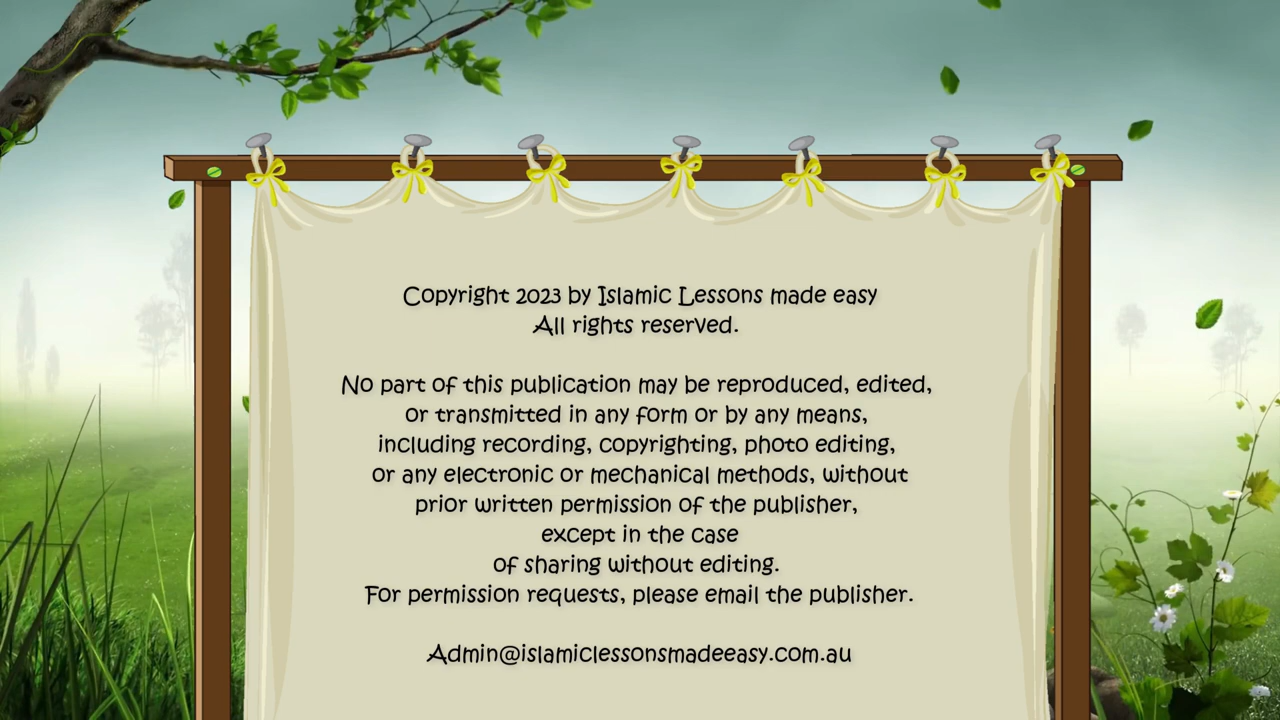 Copyright 2023 by Islamic Lessons made easy
All rights reserved.
No part of this publication may be reproduced, edited,
or transmitted in any form or by any means,
including recording, copyrighting, photo editing,
or any electronic or mechanical methods, without
prior written permission of the publisher,
except in the case
of sharing without editing.
For permission requests, please email the publisher.
Admin@islamiclessonsmadeeasy.com.au